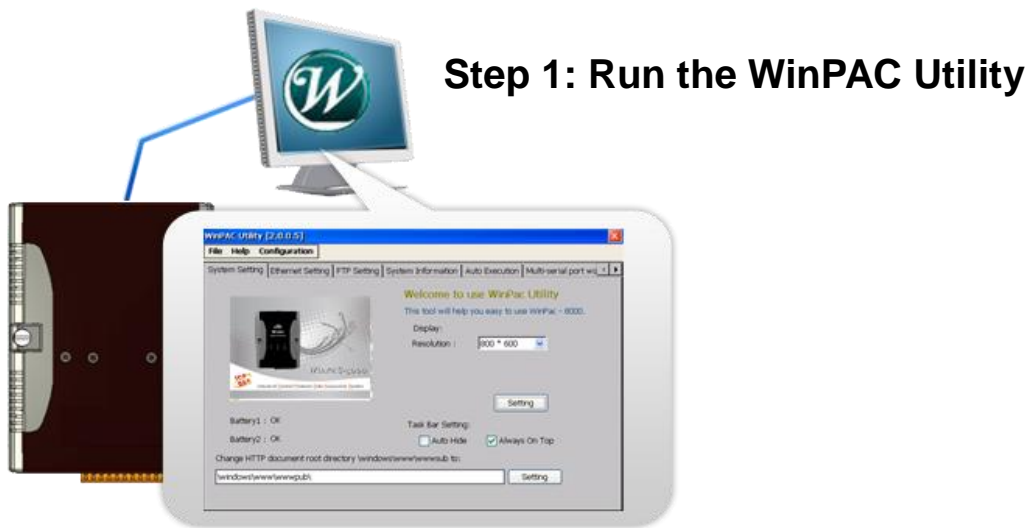 Step 1: Run the WinPAC Utility
W
WinPAC Utility [2.0.0.5]
File Help Configuration
System Setting Ethernet Setting FTP Setting System Information Auto Execution Multi-serial port
Welcome to use WinPac Utility
This tool will help you easy to use WinPac - 8000.
Display:
Resolution : 800 * 600
Setting
Battery1 : OK
Task Bar Setting:
Battery2 : OK
Auto Hide Always On Top
Change HTTP document root directory \windows\www\wwwsub to:
\windows\www\wwwpub\ Setting